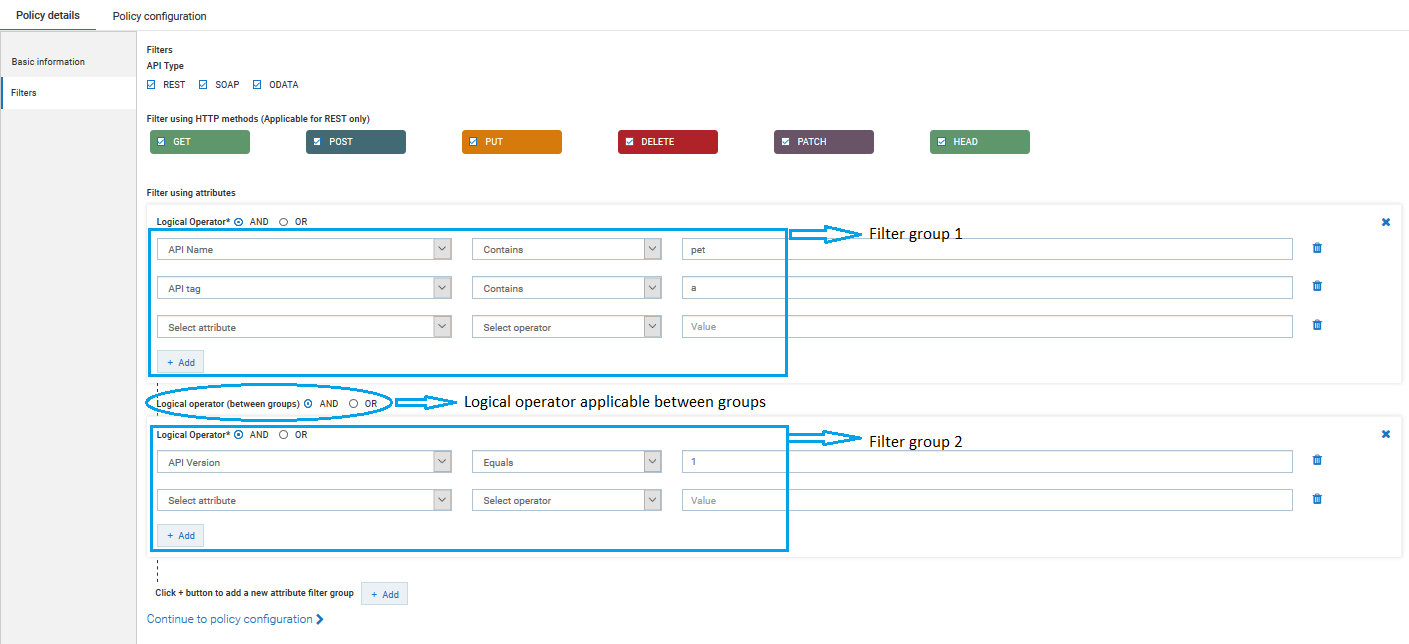 Policy details Policy configuration
Basic information
Filters
Filters
API Type
REST SOAP ODATA
Filter using HTTP methods (Applicable for REST only)
GET POST PUT DELETE PATCH HEAD
Filter using attributes
Logical Operator* AND OR
Filter group 1
API Name Contains pet
API tag Contains a
Select attribute Select operator Value
+ Add
Logical operator (between groups) AND OR
Logical operator applicable between groups
Logical Operator* AND OR
Filter group 2
API Version Equals 1
Select attribute Select operator Value
+ Add
Click + button to add a new attribute filter group + Add
Continue to policy configuration